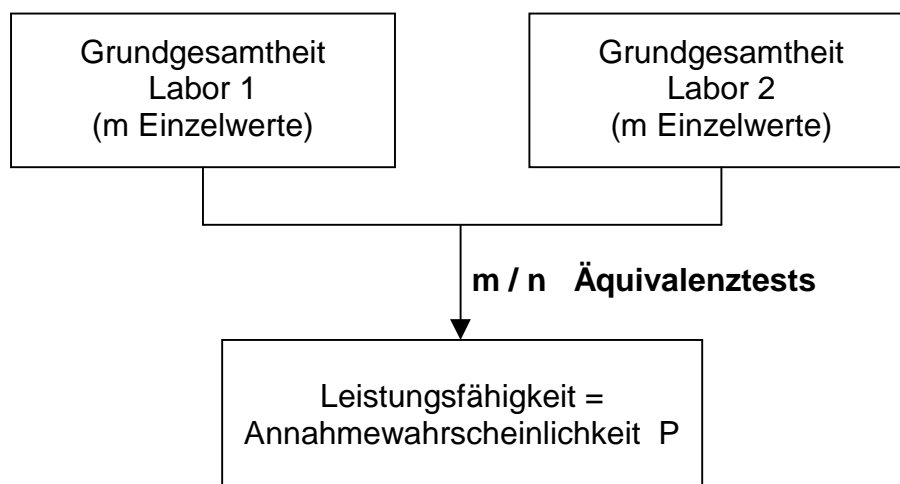 Grundgesamtheit
Labor 1
(m Einzelwerte)
Grundgesamtheit
Labor 2
(m Einzelwerte)
m / n Äquivalenztests
Leistungsfähigkeit =
Annahmewahrscheinlichkeit P